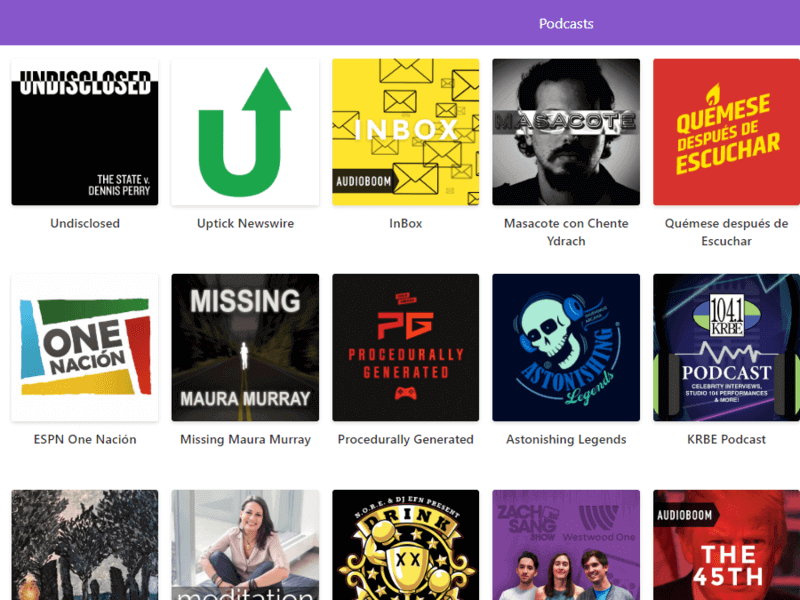 Podcasts
UNDISCLOSED
THE STATE v.
DENNIS PERRY
Undisclosed
U
Uptick Newswire
INBOX
AUDIOBOOM
InBox
MASACOTE
Masacote con Chente
Ydrach
QUÉMESE
DESPUÉS DE
ESCUCHAR
Quémese después de
Escuchar
ONE
NACIÓN
ESPN One Nación
MISSING
MAURA MURRAY
Missing Maura Murray
PG
PROCEDURALLY
GENERATED
Procedurally Generated
ASTONISHING
Legends
Astonishing Legends
104.1
KRBE
PODCAST
CELEBRITY INTERVIEWS,
STUDIO 104 PERFORMANCES
& MORE!
KRBE Podcast
meditation
N.O.R.E. & DJ EFN PRESENT
DRINK
ZACH
SANG
SHOW
Westwood One
AUDIOBOOM
THE
45TH